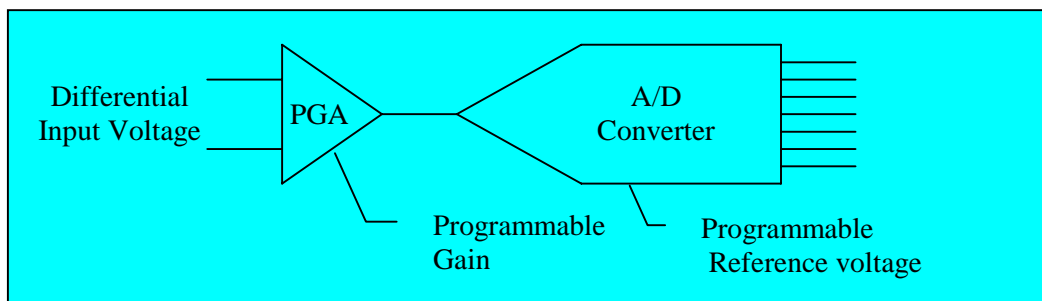 Differential
Input Voltage
PGA
A/D
Converter
Programmable
Gain
Programmable
Reference voltage